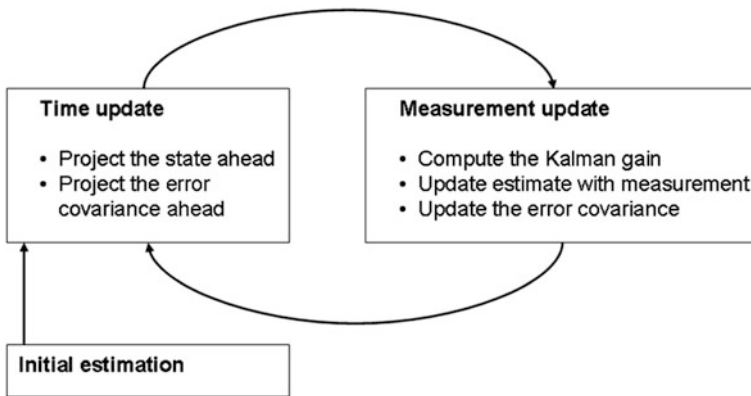 Time update
• Project the state ahead
• Project the error
covariance ahead
Measurement update
• Compute the Kalman gain
• Update estimate with measurement
• Update the error covariance
Initial estimation